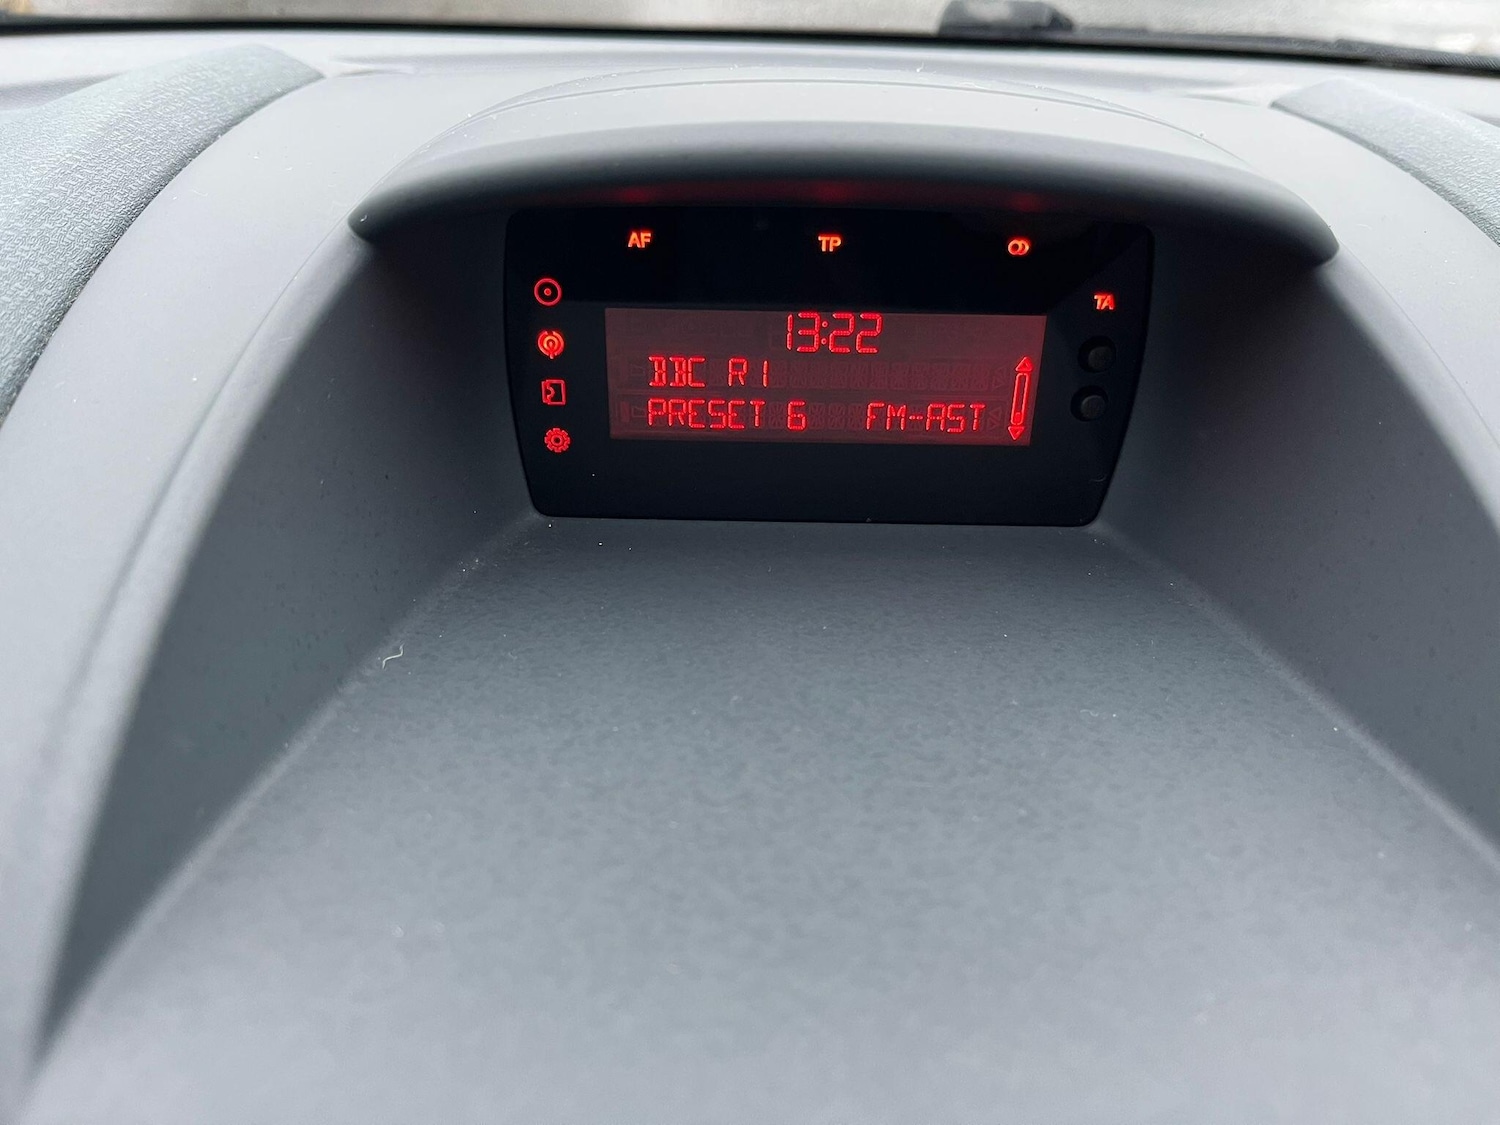 AF TP
TA
13:22
BBC R1
PRESET 6 FM-AST